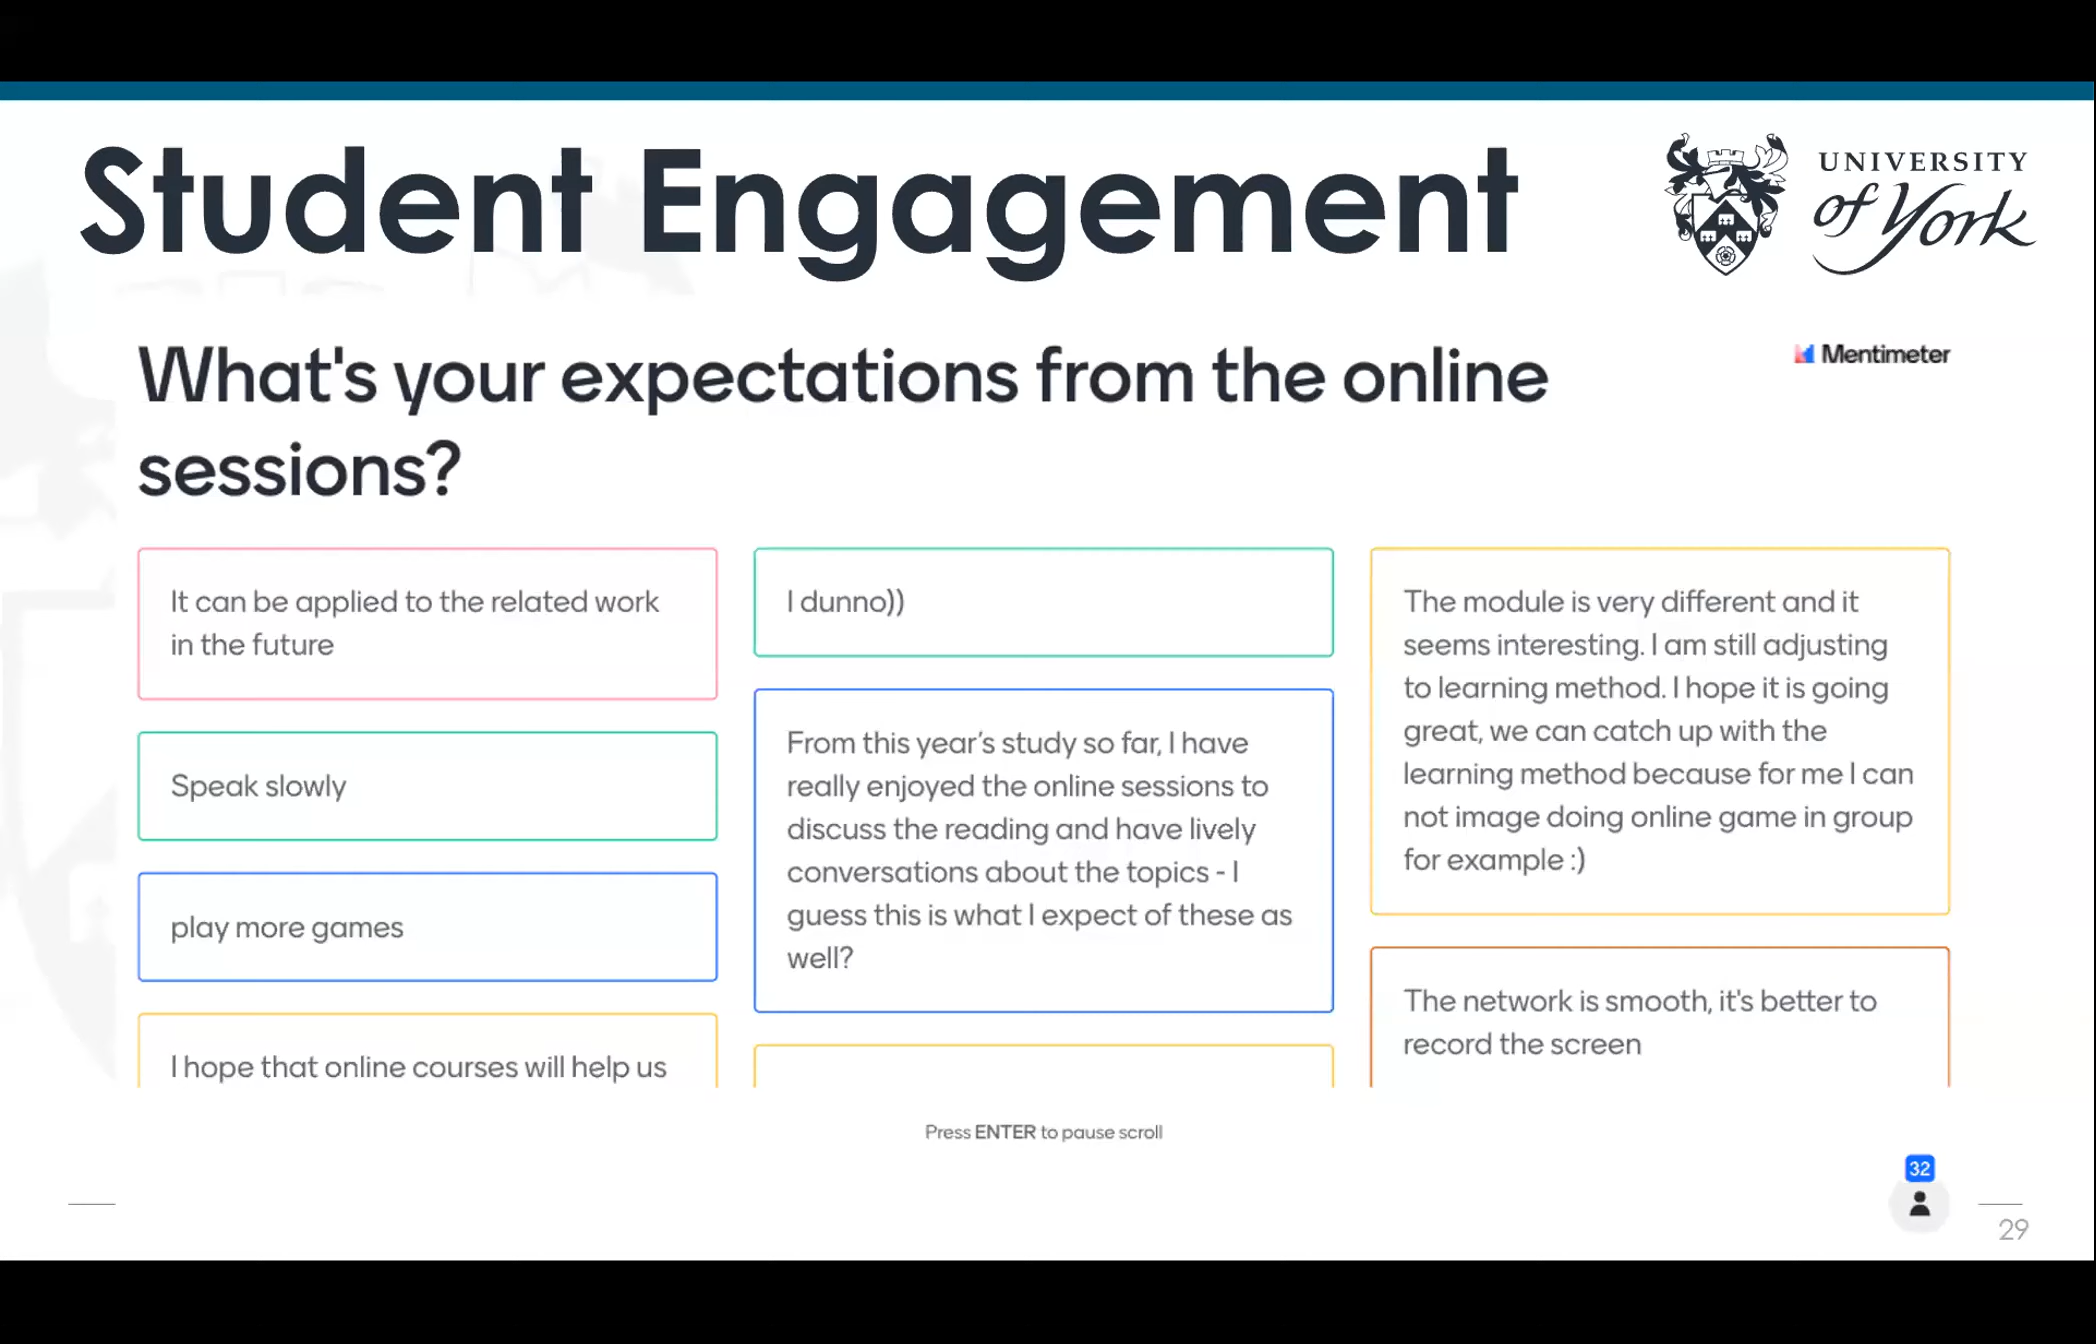 Student Engagement
UNIVERSITY
of York
What's your expectations from the online
sessions?
Mentimeter
It can be applied to the related work
in the future
Speak slowly
play more games
I hope that online courses will help us
I dunno))
From this year's study so far, I have
really enjoyed the online sessions to
discuss the reading and have lively
conversations about the topics - I
guess this is what I expect of these as
well?
The module is very different and it
seems interesting. I am still adjusting
to learning method. I hope it is going
great, we can catch up with the
learning method because for me I can
not image doing online game in group
for example :)
The network is smooth, it's better to
record the screen
Press ENTER to pause scroll
32
29